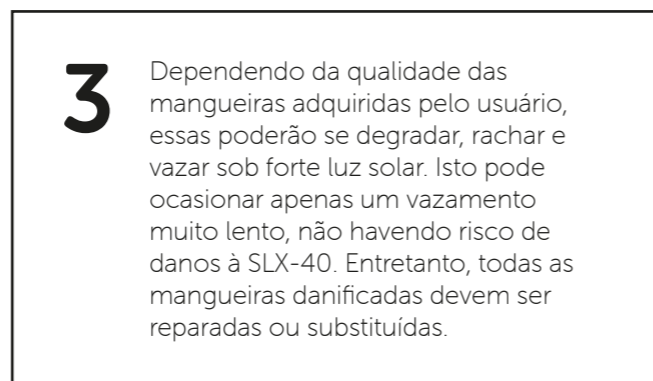 3
Dependendo da qualidade das
mangueiras adquiridas pelo usuário,
essas poderão se degradar, rachar e
vazar sob forte luz solar. Isto pode
ocasionar apenas um vazamento
muito lento, não havendo risco de
danos à SLX-40. Entretanto, todas as
mangueiras danificadas devem ser
reparadas ou substituídas.